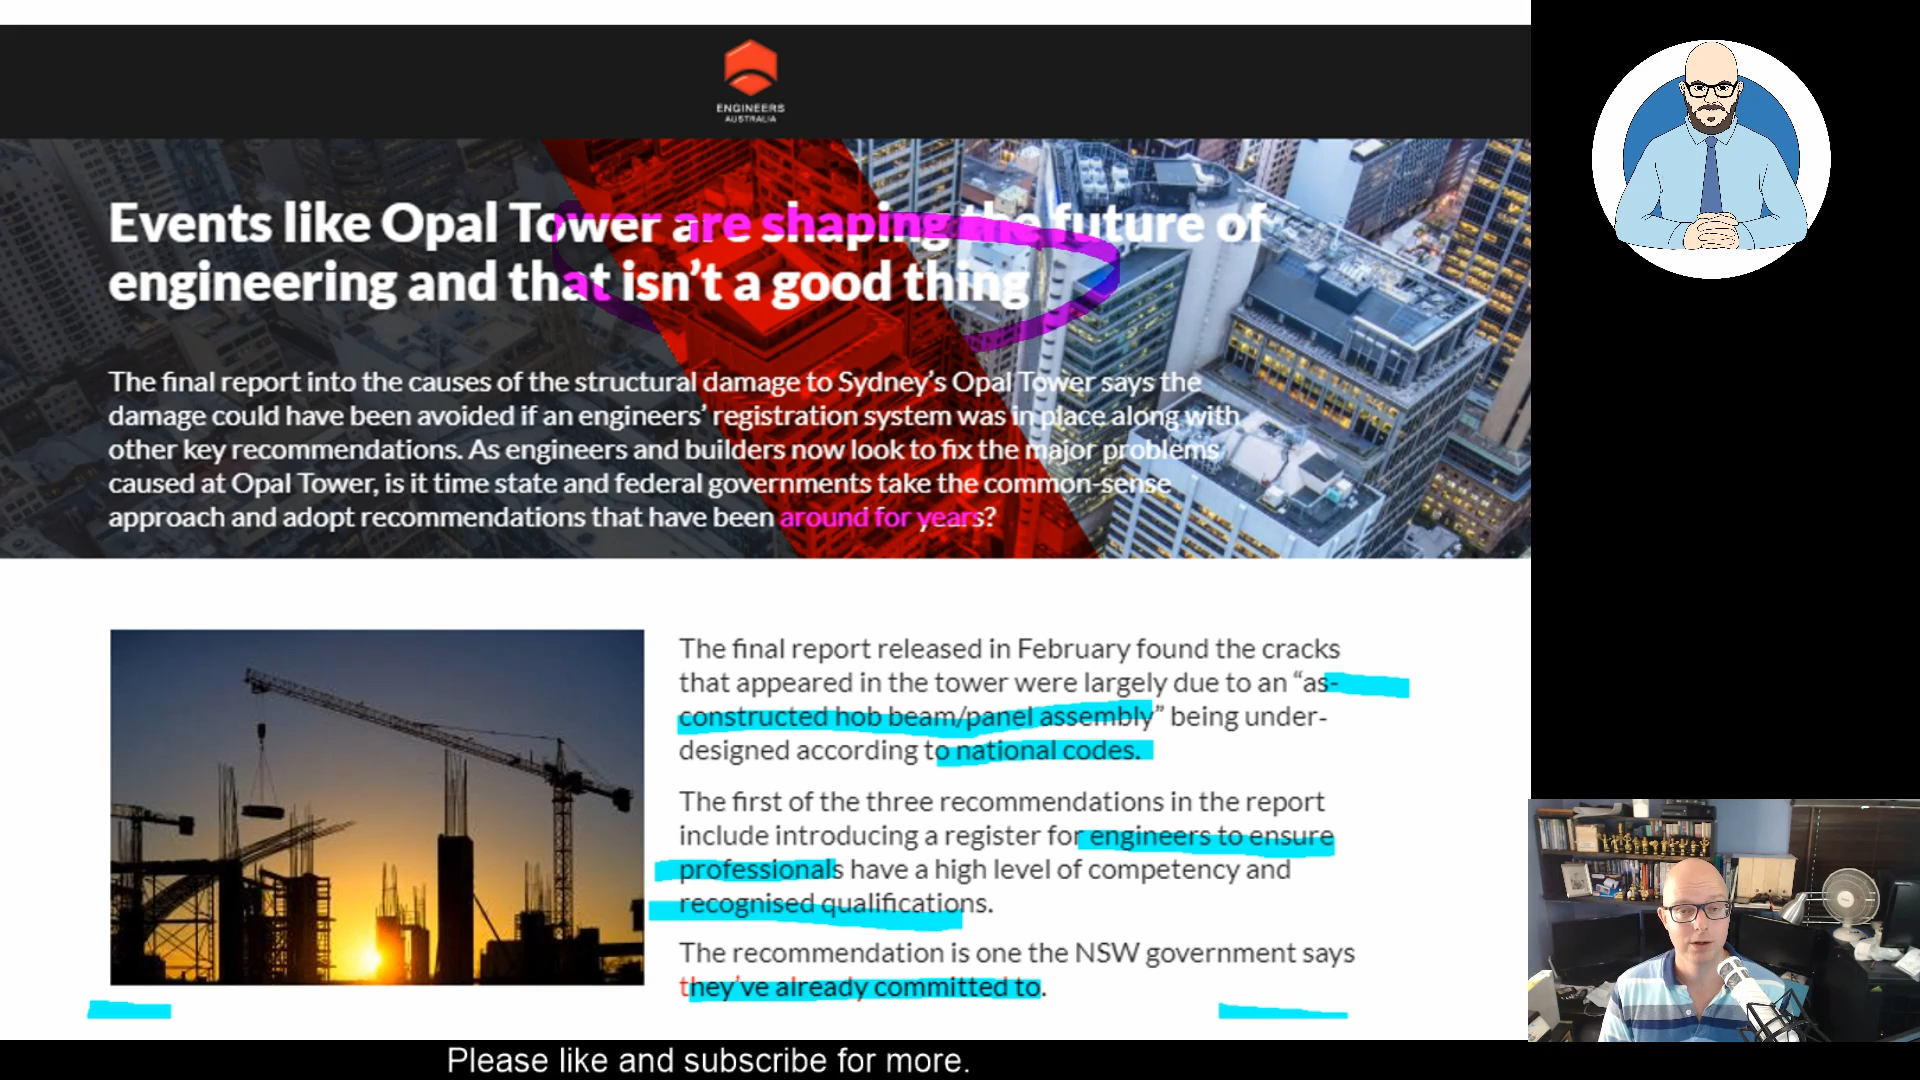 ENGINEERS
AUSTRALIA
Events like Opal Tower are shaping the future of
engineering and that isn’t a good thing
The final report into the causes of the structural damage to Sydney’s Opal Tower says the
damage could have been avoided if an engineers’ registration system was in place along with
other key recommendations. As engineers and builders now look to fix the major problems
caused at Opal Tower, is it time state and federal governments take the common-sense
approach and adopt recommendations that have been around for years?
The final report released in February found the cracks
that appeared in the tower were largely due to an “as-
constructed hob beam/panel assembly” being under-
designed according to national codes.
The first of the three recommendations in the report
include introducing a register for engineers to ensure
professionals have a high level of competency and
recognised qualifications.
The recommendation is one the NSW government says
they’ve already committed to.
Please like and subscribe for more.